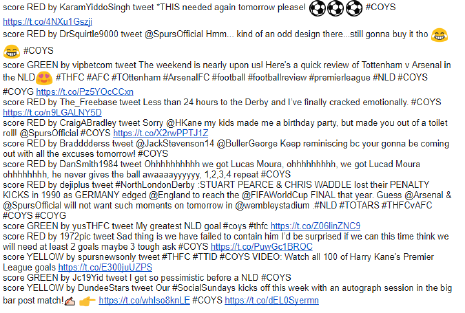 score RED by KaramYiddoSingh tweet "THIS needed again tomorrow please! ⚽⚽⚽ #COYS
https://t.co/4NXu1Gszji
score RED by DrSquirtle9000 tweet @SpursOfficial Hmm... kind of an odd design there...still gonna buy it tho 😂
😂 #COYS
score GREEN by vipbetcom tweet The weekend is nearly upon us! Here's a quick review of Tottenham v Arsenal in
the NLD😍 #THFC #AFC #TOttenham #ArsenalFC #football #footballreview #premierleague #NLD #COYS
#COYG https://t.co/Pz5YOcCCxn
score RED by The_Freebase tweet Less than 24 hours to the Derby and I've finally cracked emotionally. #COYS
https://t.co/n9LGALNY5D
score RED by CraigABradley tweet Sorry @HKane my kids made me a birthday party, but made you out of a toilet
roll! @SpursOfficial #COYS https://t.co/X2rwPPTJ1Z
score RED by Braddddderss tweet @JackStevenson14 @BullerGeorge Keep reminiscing bc your gonna be coming
out with all the excuses tomorrow! #COYS
score RED by DanSmith1984 tweet Ohhhhhhhhhh we got Lucas Moura, ohhhhhhhhh, we got Lucad Moura
ohhhhhhhh, he never gives the ball awaaaayyyyyy, 1,2,3,4 repeat #COYS
score RED by dejiplus tweet #NorthLondonDerby :STUART PEARCE & CHRIS WADDLE lost their PENALTY
KICKS in 1990 as GERMANY edged @England to reach the @FIFAWorldCup FINAL that year. Guess @Arsenal &
@SpursOfficial will not want such moments on tomorrow in @wembleystadium #NLD #TOTARS #THFCvAFC
#COYS #COYG
score GREEN by yusTHFC tweet My greatest NLD goal #coys #thfc https://t.co/Z06IinZNC9
score RED by 1972pic tweet Sad thing is we have failed to contain him I'd be surprised if we can this time think we
will need at least 2 goals maybe 3 tough ask #COYS https://t.co/PuwGc1BROC
score YELLOW by spursnewsonly tweet #THFC #TTID #COYS VIDEO: Watch all 100 of Harry Kane's Premier
League goals https://t.co/E300juUZPS
score GREEN by Jc19Yid tweet I get so pessimistic before a NLD #COYS
score YELLOW by DundeeStars tweet Our #SocialSundays kicks off this week with an autograph session in the big
bar post match!✍ 👉 https://t.co/whIso8knLE #COYS https://t.co/dEL0Syermn